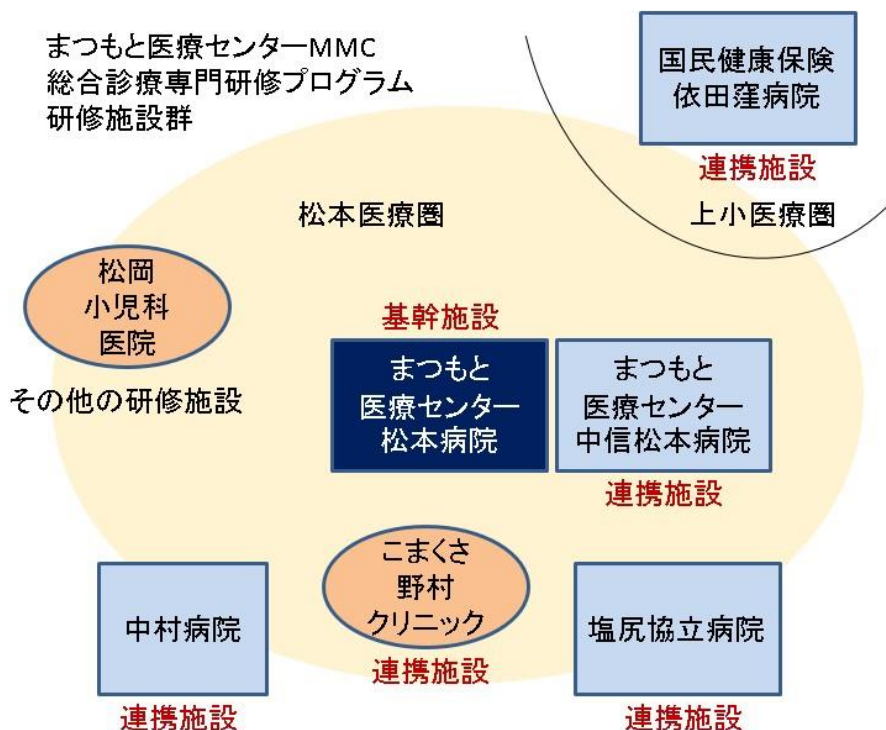 まつもと医療センターMMC
総合診療専門研修プログラム
研修施設群
国民健康保険
依田窪病院
連携施設
上小医療圏
松本医療圏
松岡
小児科
医院
その他の研修施設
基幹施設
まつもと
医療センター
松本病院
まつもと
医療センター
中信松本病院
連携施設
中村病院
連携施設
こまくさ
野村
クリニック
連携施設
塩尻協立病院
連携施設